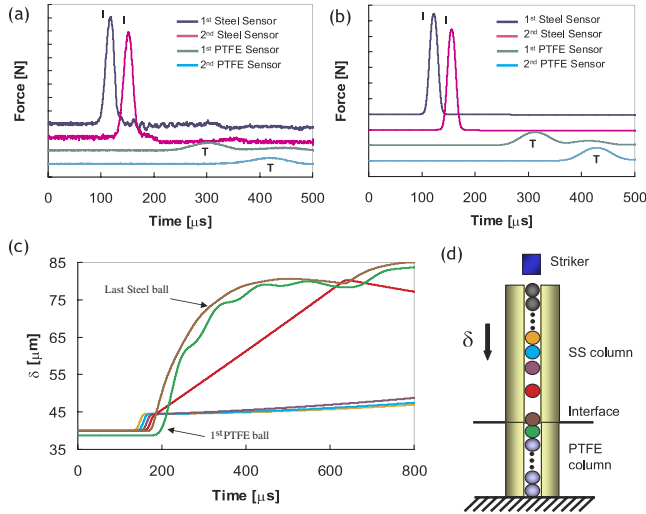 (a)
I I
1st Steel Sensor
2nd Steel Sensor
1st PTFE Sensor
2nd PTFE Sensor
Force [N]
T
T
0 100 200 300 400 500
Time [µs]
(b)
I I
1st Steel Sensor
2nd Steel Sensor
1st PTFE Sensor
2nd PTFE Sensor
Force [N]
T
T
0 100 200 300 400 500
Time [µs]
(c)
85
75
65
55
45
35
δ [µm]
Last Steel ball
1st PTFE ball
0 200 400 600 800
Time [µs]
(d)
Striker
δ
SS column
Interface
PTFE
column